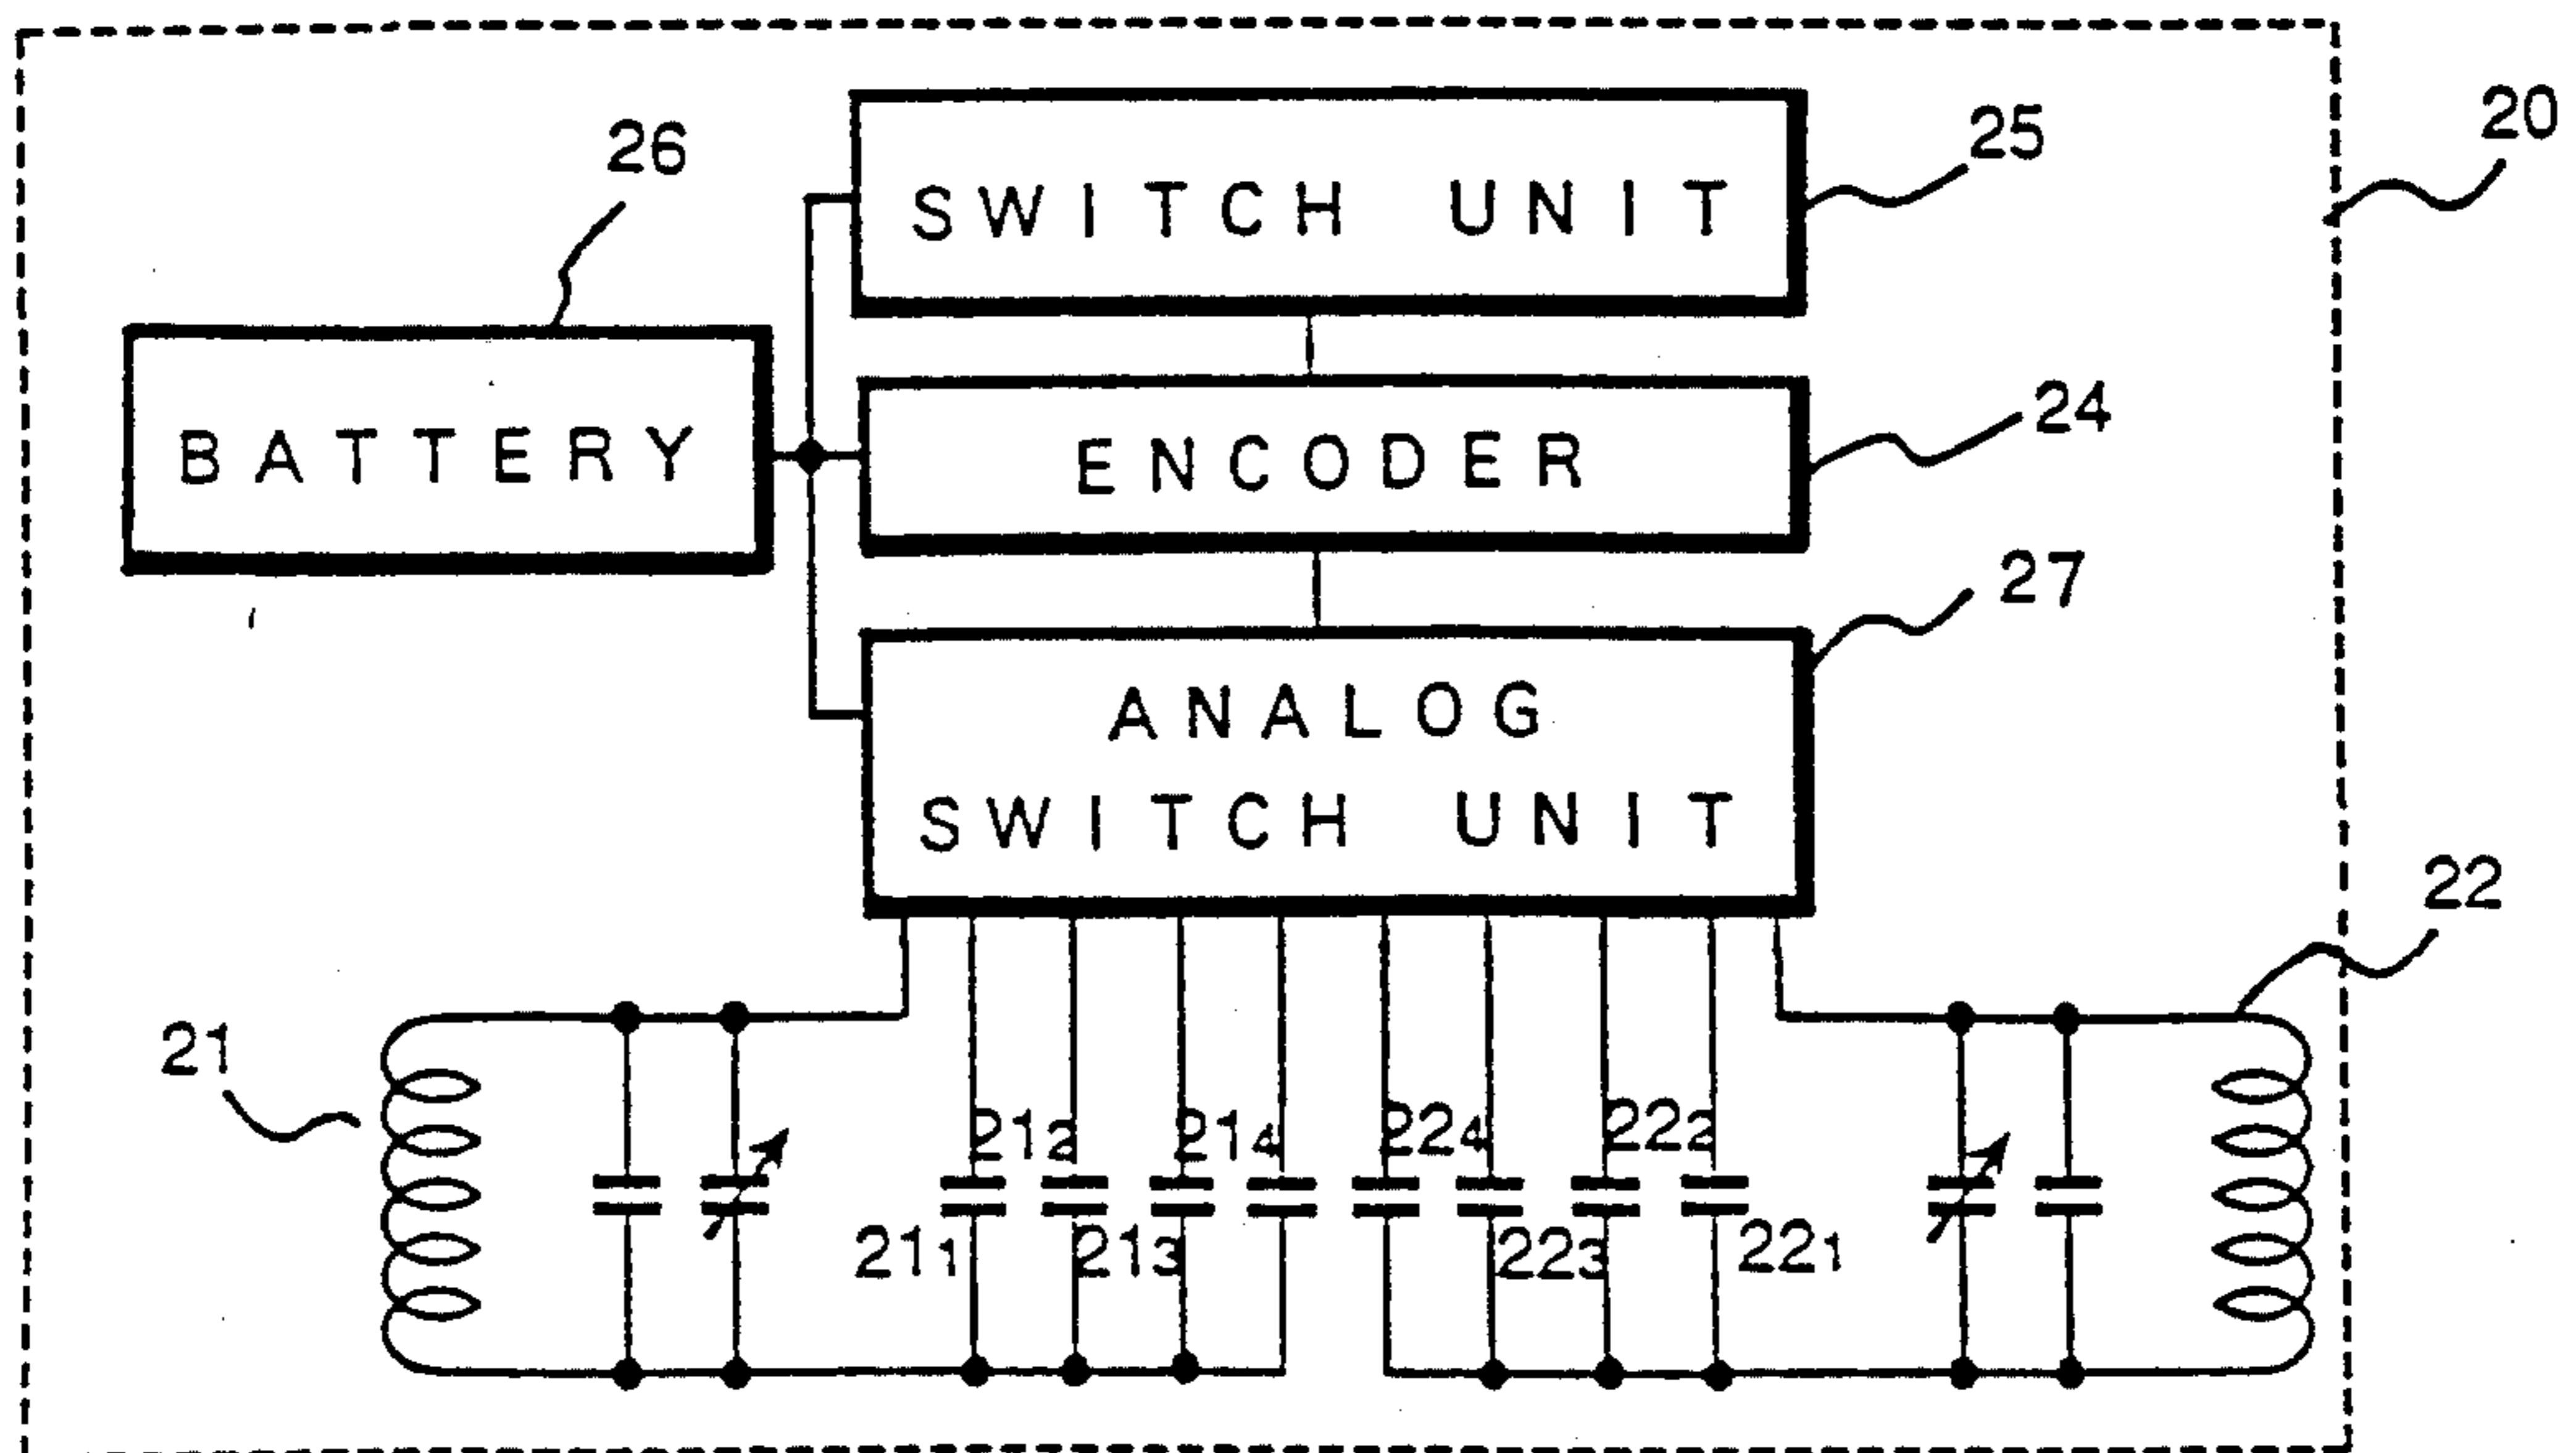 20
25
26
SWITCH UNIT
24
BATTERY
ENCODER
27
ANALOG
SWITCH UNIT
22
21
21₂ 21₄ 22₄ 22₂
21₁ 21₃ 22₃ 22₁